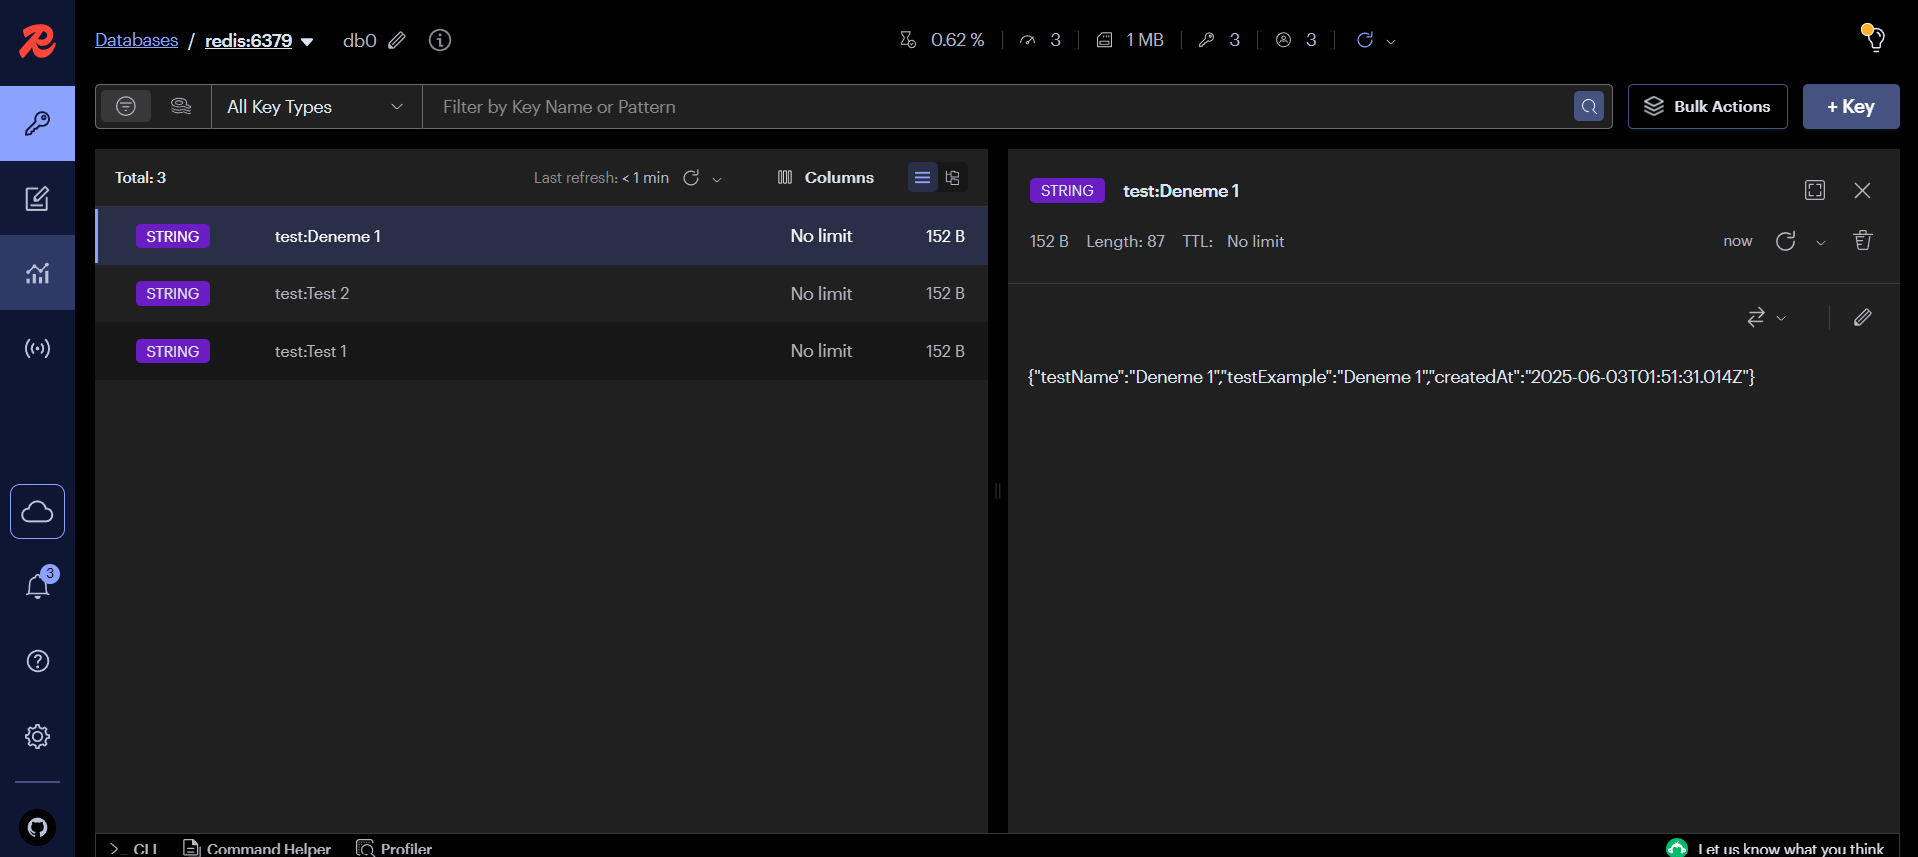 Databases / redis:6379 db0 0.62 % 3 1 MB 3 3
All Key Types Filter by Key Name or Pattern Bulk Actions + Key
Total: 3 Last refresh: < 1 min Columns
STRING test:Deneme 1 No limit 152 B
STRING test:Test 2 No limit 152 B
STRING test:Test 1 No limit 152 B
STRING test:Deneme 1
152 B Length: 87 TTL: No limit now
{"testName":"Deneme 1","testExample":"Deneme 1","createdAt":"2025-06-03T01:51:31.014Z"}
3
>_ CLI Command Helper Profiler Let us know what you think